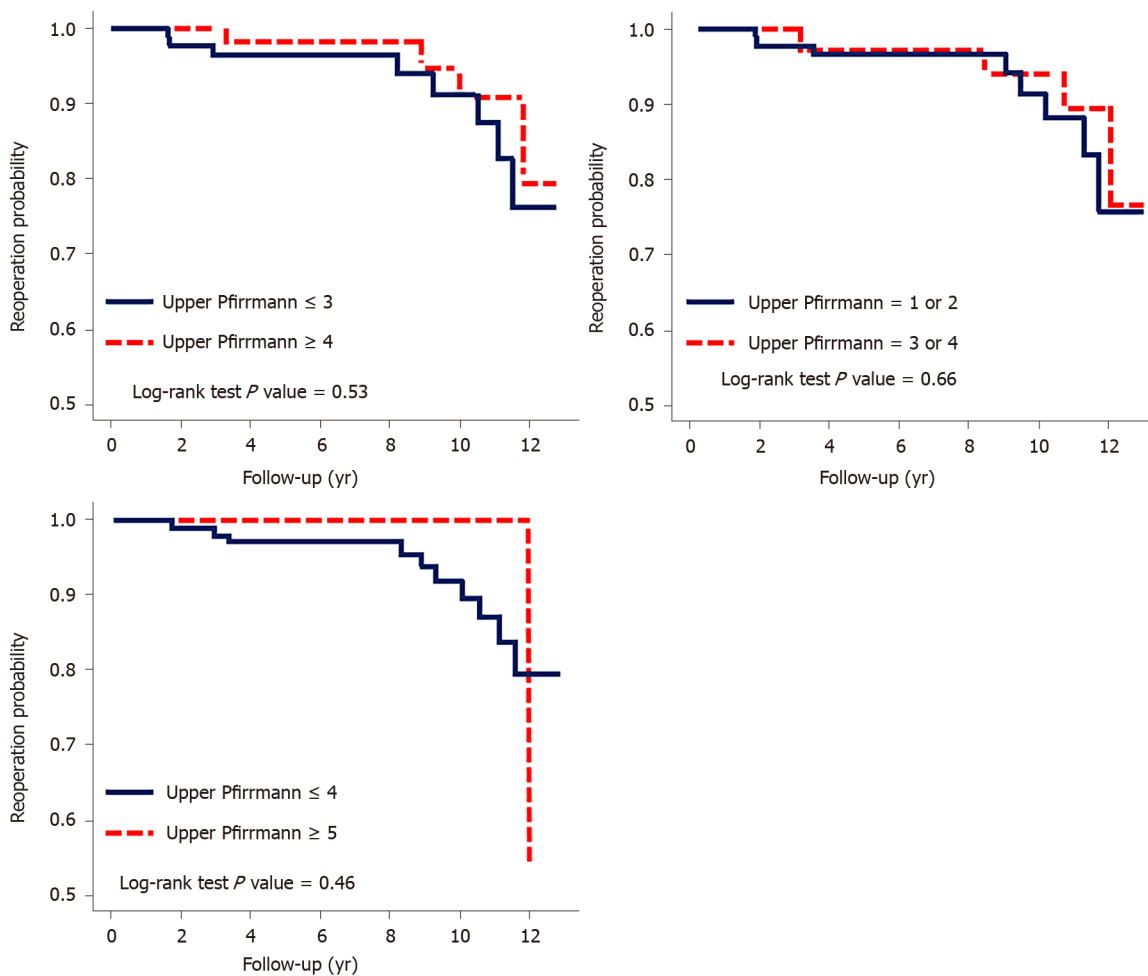 1.0
0.9
0.8
0.7
0.6
0.5
Reoperation probability
Upper Pfirrmann ≤ 3
Upper Pfirrmann ≥ 4
Log-rank test P value = 0.53
0 2 4 6 8 10 12
Follow-up (yr)
1.0
0.9
0.8
0.7
0.6
0.5
Reoperation probability
Upper Pfirrmann = 1 or 2
Upper Pfirrmann = 3 or 4
Log-rank test P value = 0.66
0 2 4 6 8 10 12
Follow-up (yr)
1.0
0.9
0.8
0.7
0.6
0.5
Reoperation probability
Upper Pfirrmann ≤ 4
Upper Pfirrmann ≥ 5
Log-rank test P value = 0.46
0 2 4 6 8 10 12
Follow-up (yr)